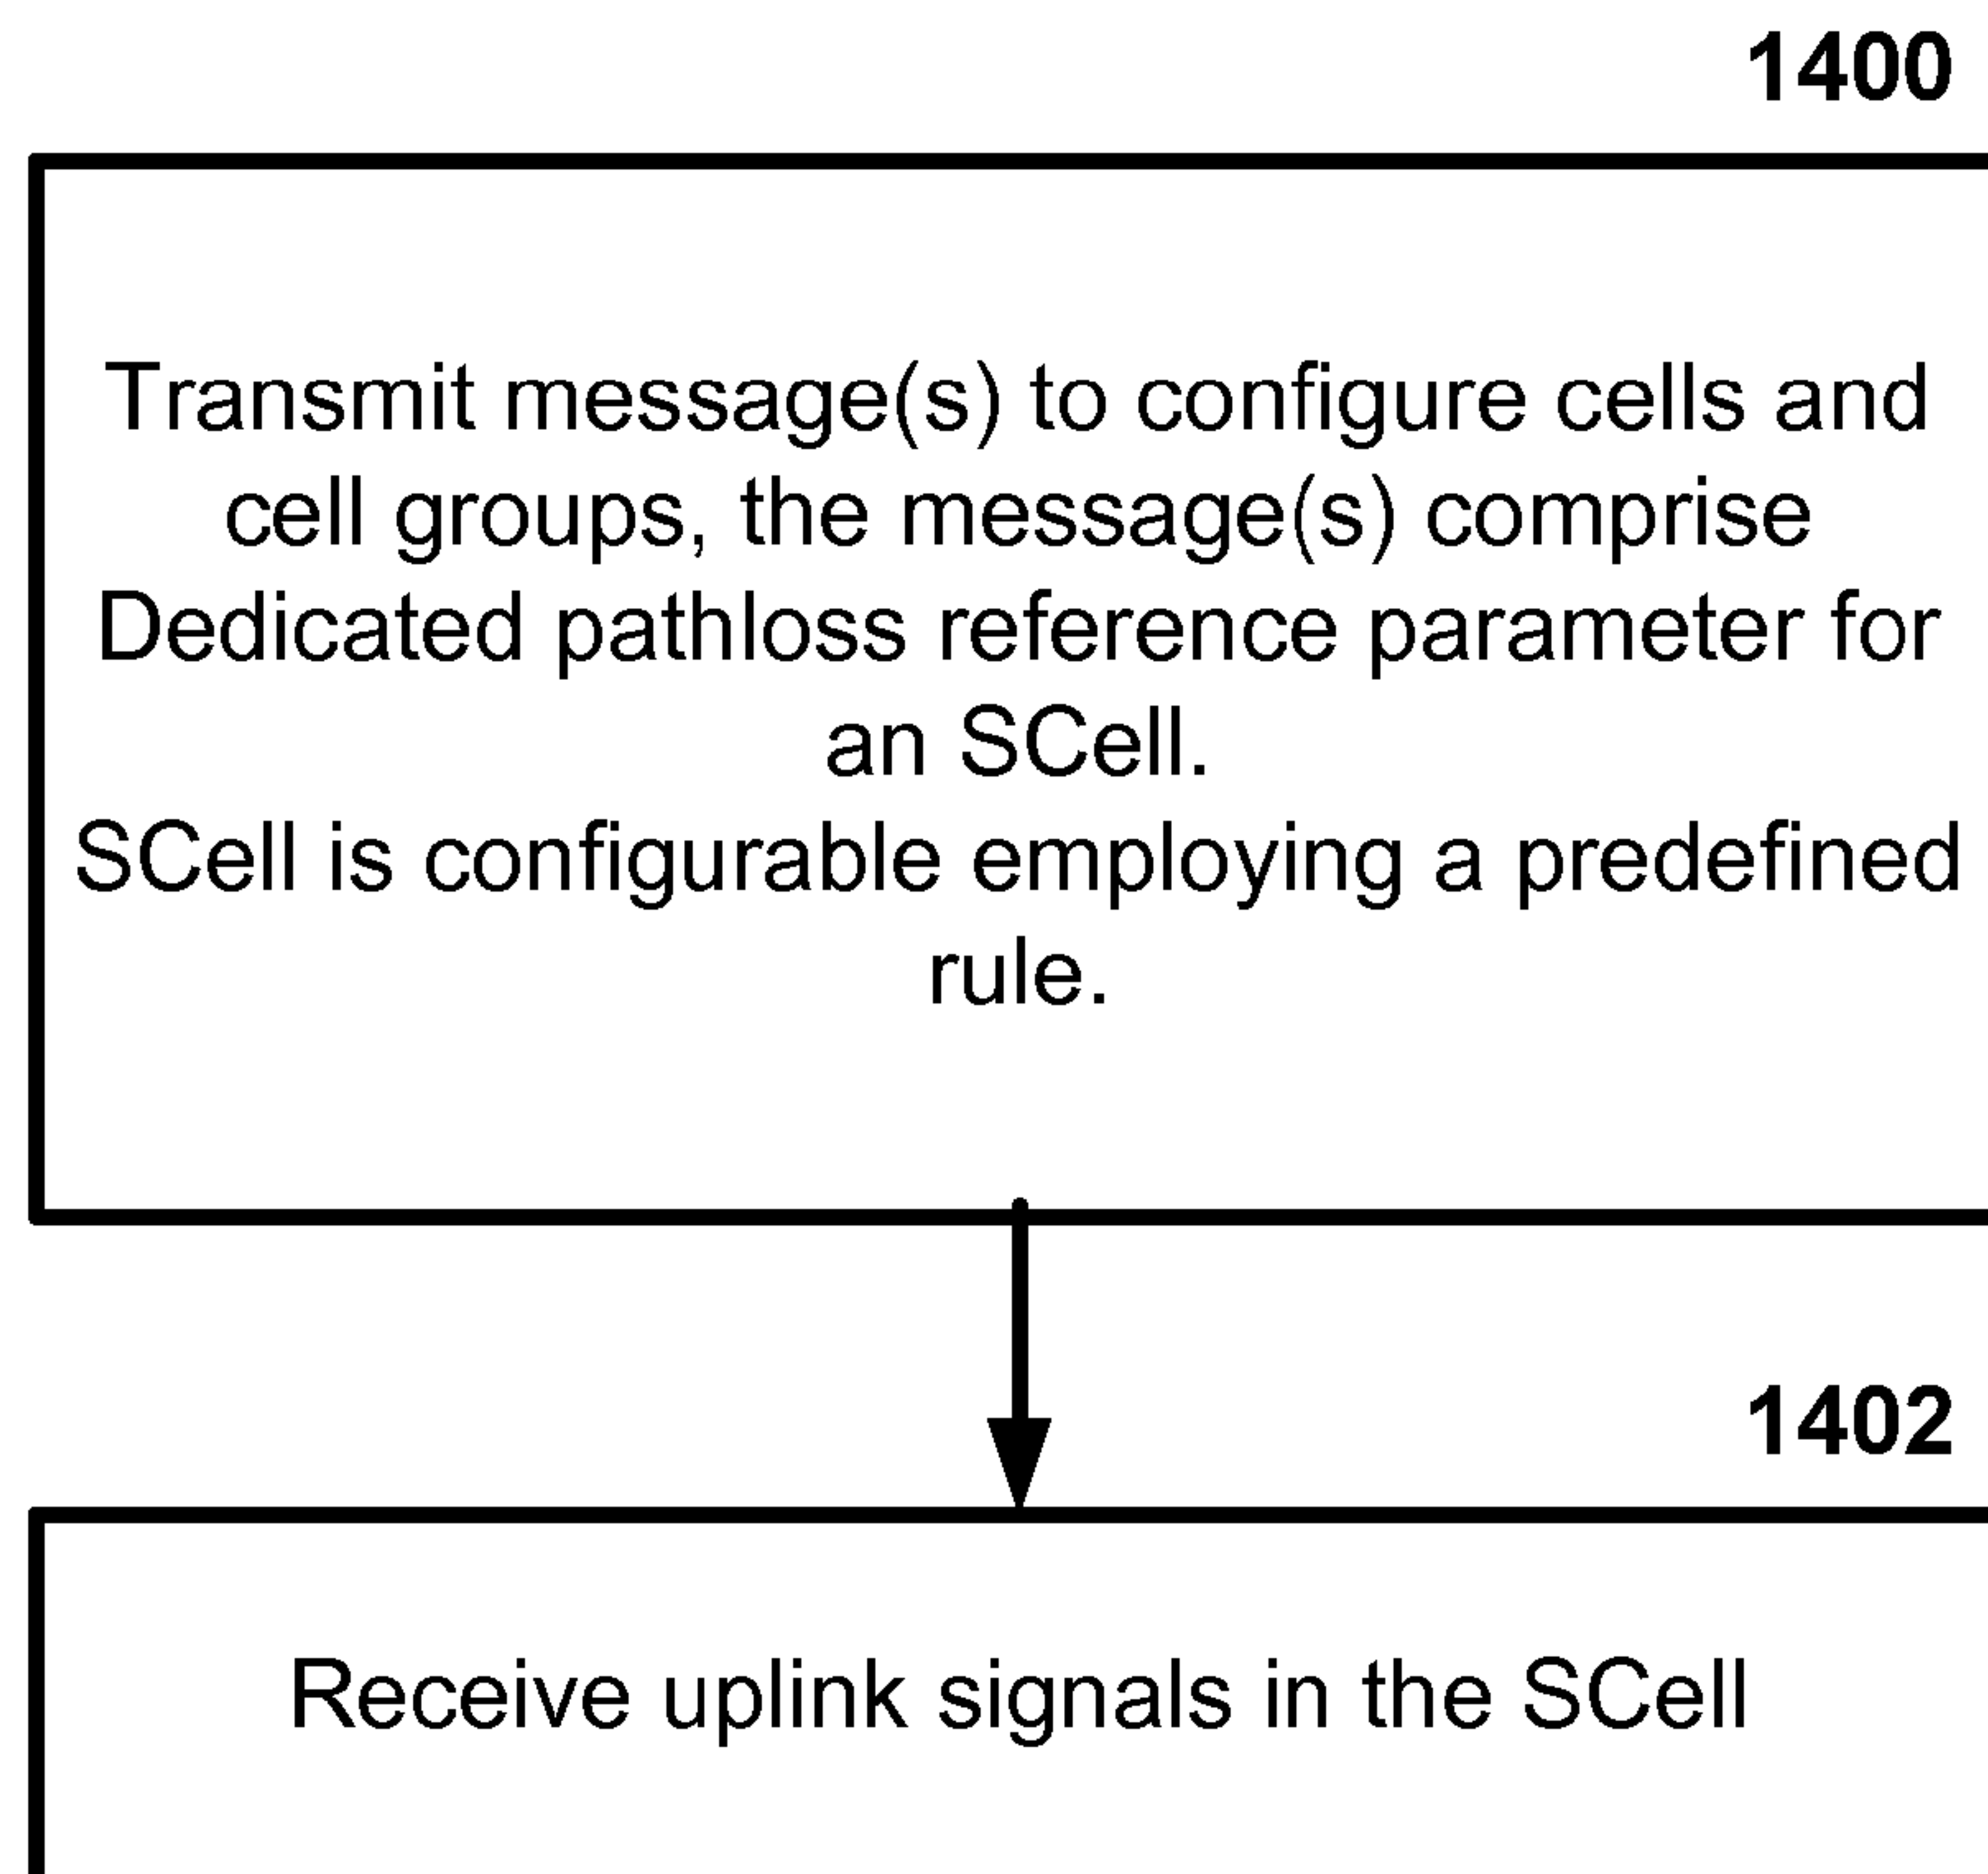 1400
Transmit message(s) to configure cells and
cell groups, the message(s) comprise
Dedicated pathloss reference parameter for
an SCell.
SCell is configurable employing a predefined
rule.
1402
Receive uplink signals in the SCell